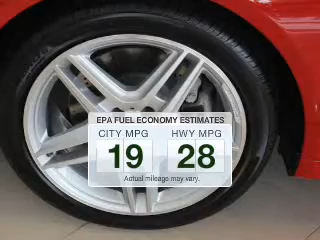 EPA FUEL ECONOMY ESTIMATES
CITY MPG HWY MPG
19 28
Actual mileage may vary.